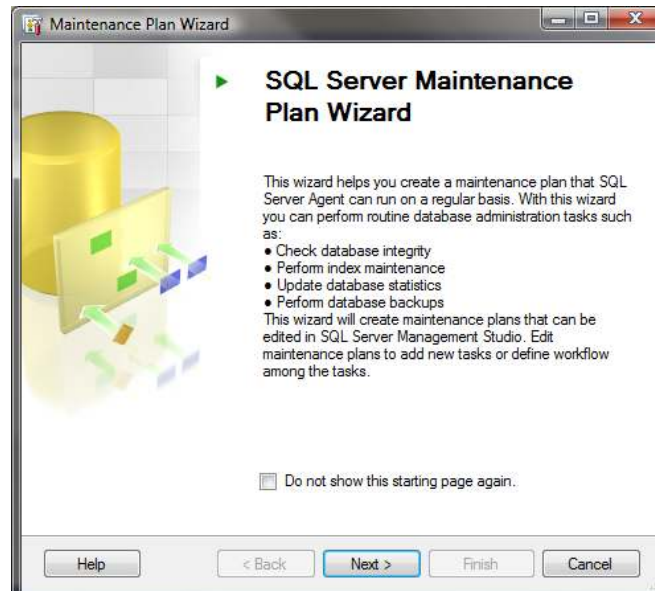 Maintenance Plan Wizard
SQL Server Maintenance
Plan Wizard
This wizard helps you create a maintenance plan that SQL
Server Agent can run on a regular basis. With this wizard
you can perform routine database administration tasks such
as:
● Check database integrity
● Perform index maintenance
● Update database statistics
● Perform database backups
This wizard will create maintenance plans that can be
edited in SQL Server Management Studio. Edit
maintenance plans to add new tasks or define workflow
among the tasks.
Do not show this starting page again.
Help < Back Next > Finish Cancel